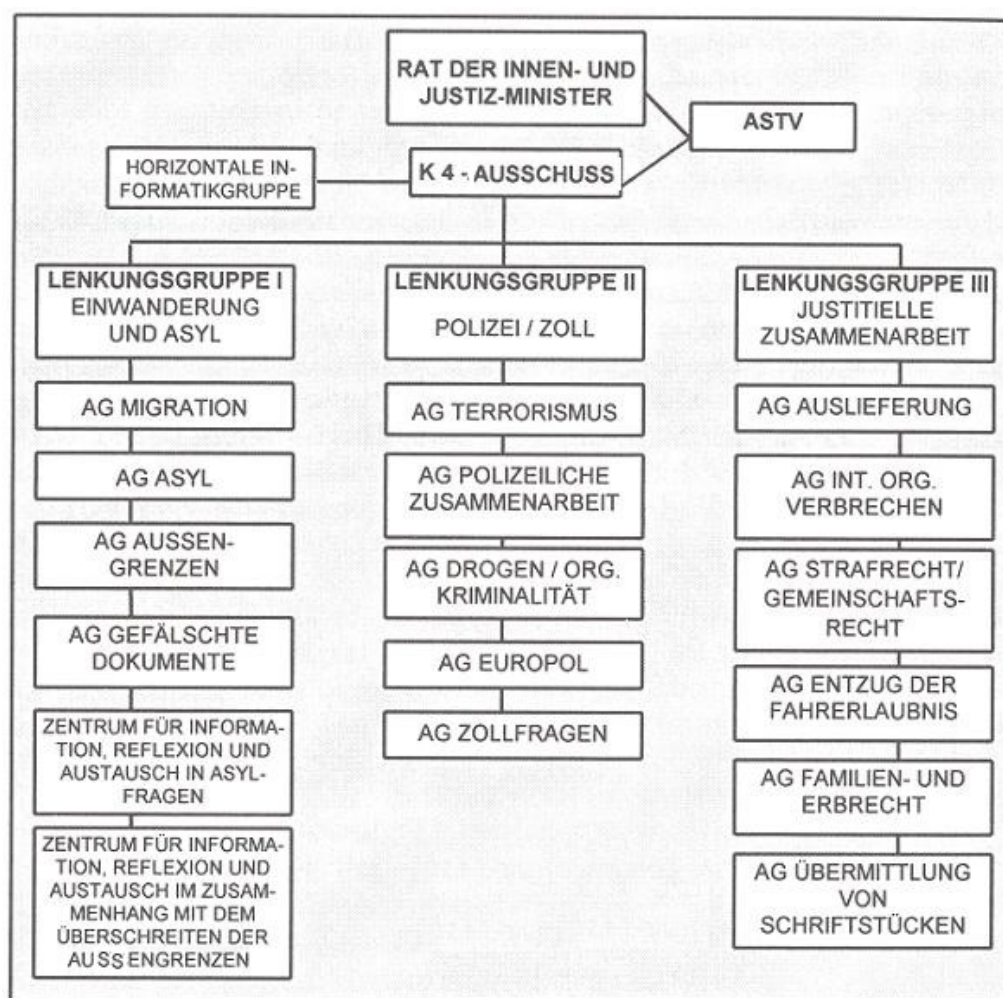 RAT DER INNEN- UND
JUSTIZ-MINISTER
ASTV
HORIZONTALE IN-
FORMATIKGRUPPE
K 4 - AUSSCHUSS
LENKUNGSGRUPPE I
EINWANDERUNG
UND ASYL
AG MIGRATION
AG ASYL
AG AUSSEN-
GRENZEN
AG GEFÄLSCHTE
DOKUMENTE
ZENTRUM FÜR INFORMA-
TION, REFLEXION UND
AUSTAUSCH IN ASYL-
FRAGEN
ZENTRUM FÜR INFORMA-
TION, REFLEXION UND
AUSTAUSCH IM ZUSAM-
MENHANG MIT DEM
ÜBERSCHREITEN DER
AUSSENGRENZEN
LENKUNGSGRUPPE II
POLIZEI / ZOLL
AG TERRORISMUS
AG POLIZEILICHE
ZUSAMMENARBEIT
AG DROGEN / ORG.
KRIMINALITÄT
AG EUROPOL
AG ZOLLFRAGEN
LENKUNGSGRUPPE III
JUSTITIELLE
ZUSAMMENARBEIT
AG AUSLIEFERUNG
AG INT. ORG.
VERBRECHEN
AG STRAFRECHT/
GEMEINSCHAFTS-
RECHT
AG ENTZUG DER
FAHRERLAUBNIS
AG FAMILIEN- UND
ERBRECHT
AG ÜBERMITTLUNG
VON
SCHRIFTSTÜCKEN